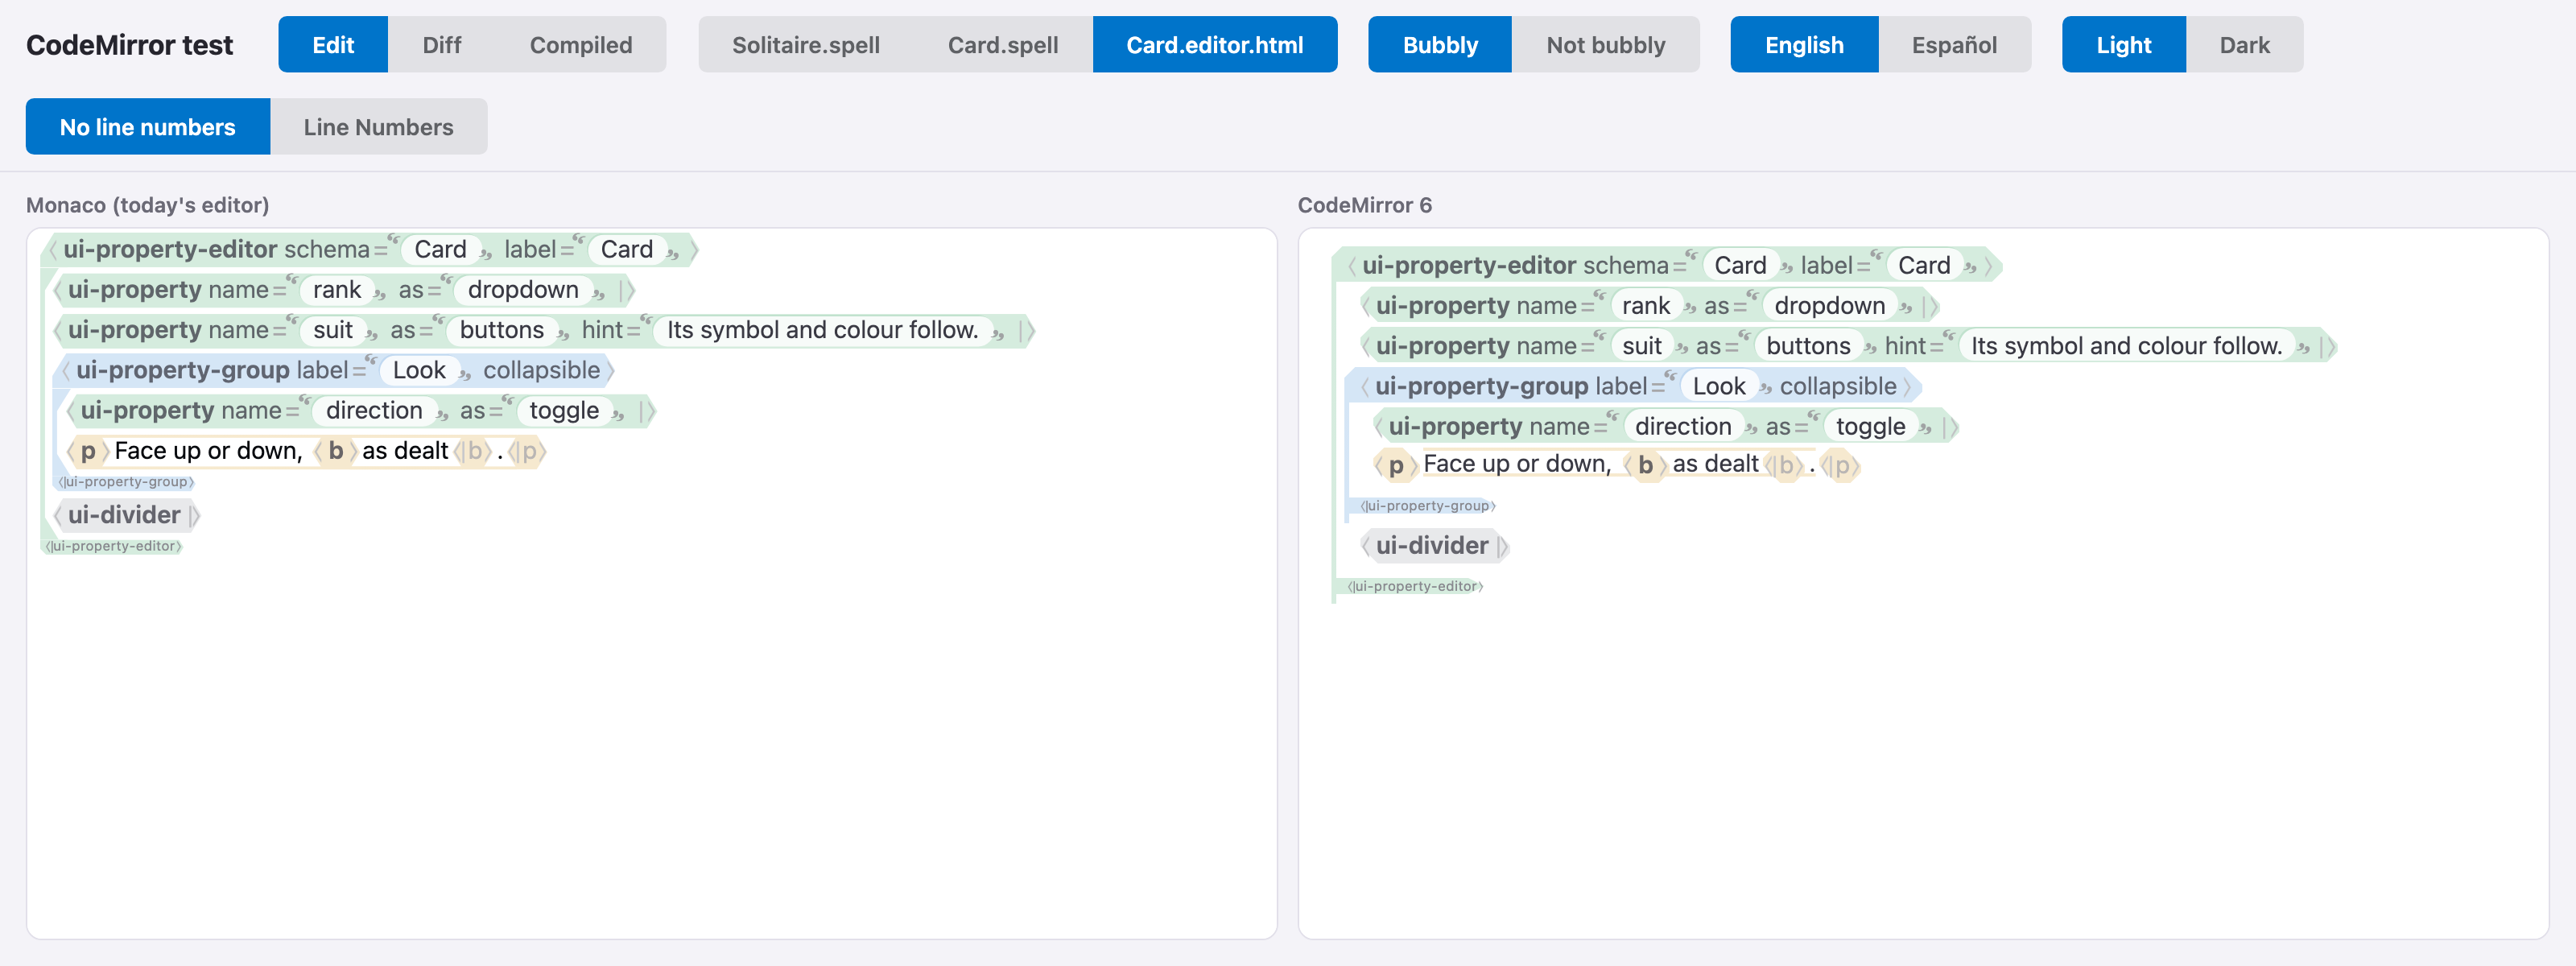 CodeMirror test Edit Diff Compiled Solitaire.spell Card.spell Card.editor.html Bubbly Not bubbly English Español Light Dark
No line numbers Line Numbers
Monaco (today's editor)
<ui-property-editor schema=“Card„ label=“Card„>
<ui-property name=“rank„ as=“dropdown„ |>
<ui-property name=“suit„ as=“buttons„ hint=“Its symbol and colour follow.„ |>
<ui-property-group label=“Look„ collapsible>
<ui-property name=“direction„ as=“toggle„ |>
<p>Face up or down, <b>as dealt<|b>.<|p>
<|ui-property-group>
<ui-divider |>
<|ui-property-editor>
CodeMirror 6
<ui-property-editor schema=“Card„ label=“Card„>
<ui-property name=“rank„ as=“dropdown„ |>
<ui-property name=“suit„ as=“buttons„ hint=“Its symbol and colour follow.„ |>
<ui-property-group label=“Look„ collapsible>
<ui-property name=“direction„ as=“toggle„ |>
<p>Face up or down, <b>as dealt<|b>.<|p>
<|ui-property-group>
<ui-divider |>
<|ui-property-editor>